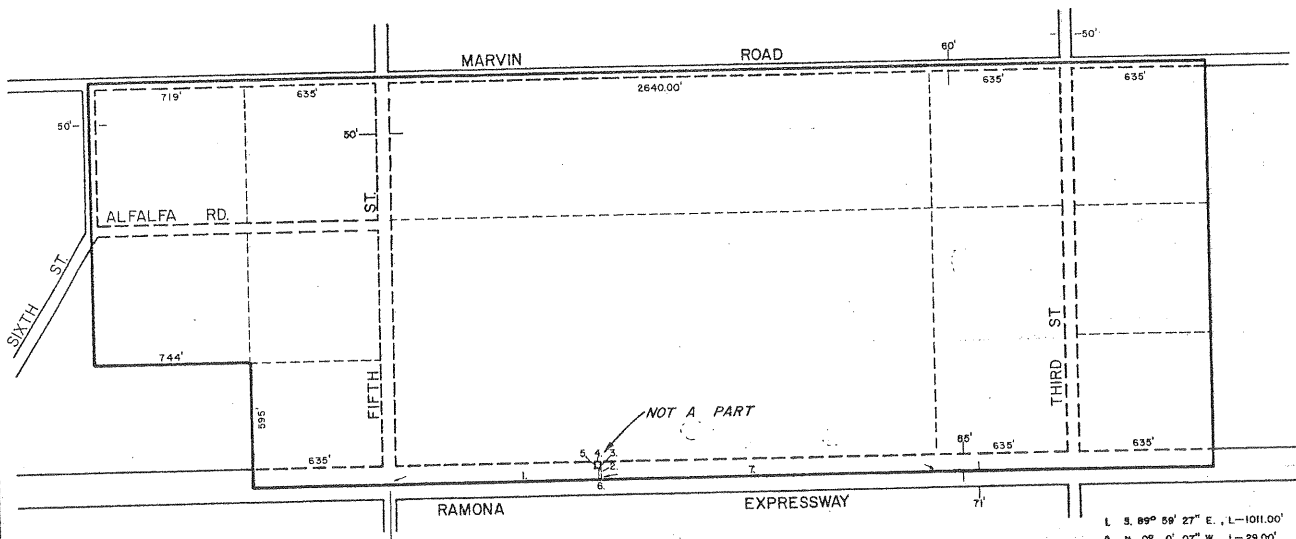 50'
MARVIN ROAD
60'
719'
635'
2640.00'
635'
635'
50'
50'
ST.
ALFALFA RD.
SIXTH ST.
744'
595'
FIFTH
THIRD ST
NOT A PART
635'
5. 4. 3.
2.
1.
6.
7.
85'
635'
635'
RAMONA EXPRESSWAY
71'
1. S. 89° 59' 27" E., L-1011.00'